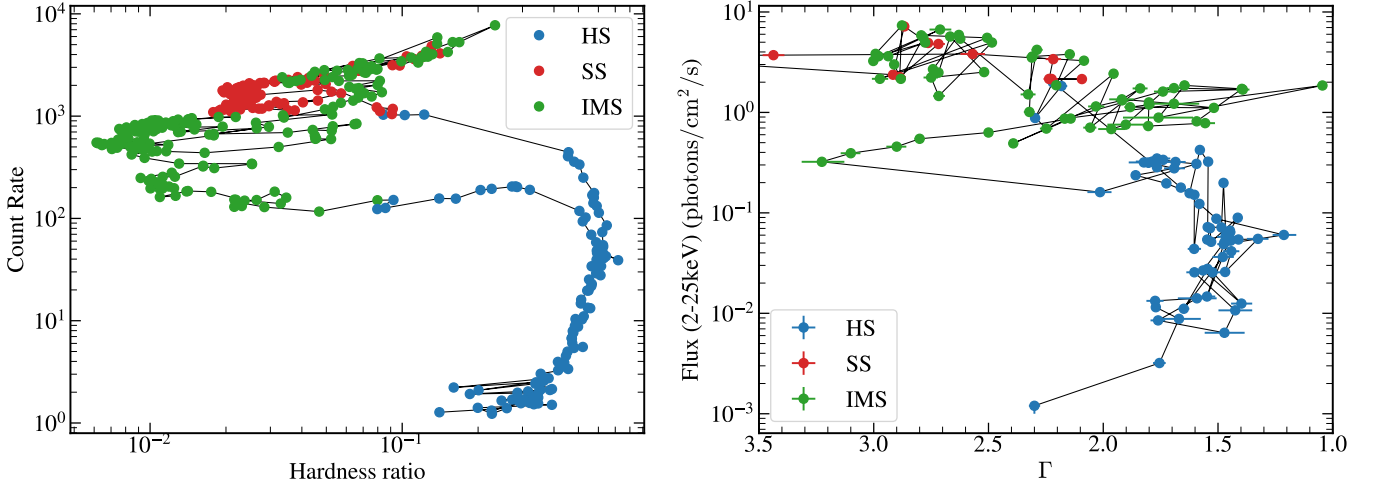 Count Rate
10^4
10^3
10^2
10^1
10^0
10^{-2}
10^{-1}
Hardness ratio
HS
SS
IMS
Flux (2-25keV) (photons/cm^2/s)
10^1
10^0
10^{-1}
10^{-2}
10^{-3}
3.5 3.0 2.5 2.0 1.5 1.0
Γ
HS
SS
IMS